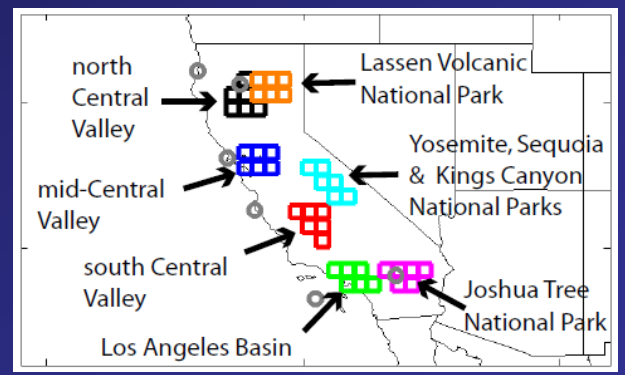 north
Central
Valley
Lassen Volcanic
National Park
mid-Central
Valley
Yosemite, Sequoia
& Kings Canyon
National Parks
south Central
Valley
Joshua Tree
National Park
Los Angeles Basin